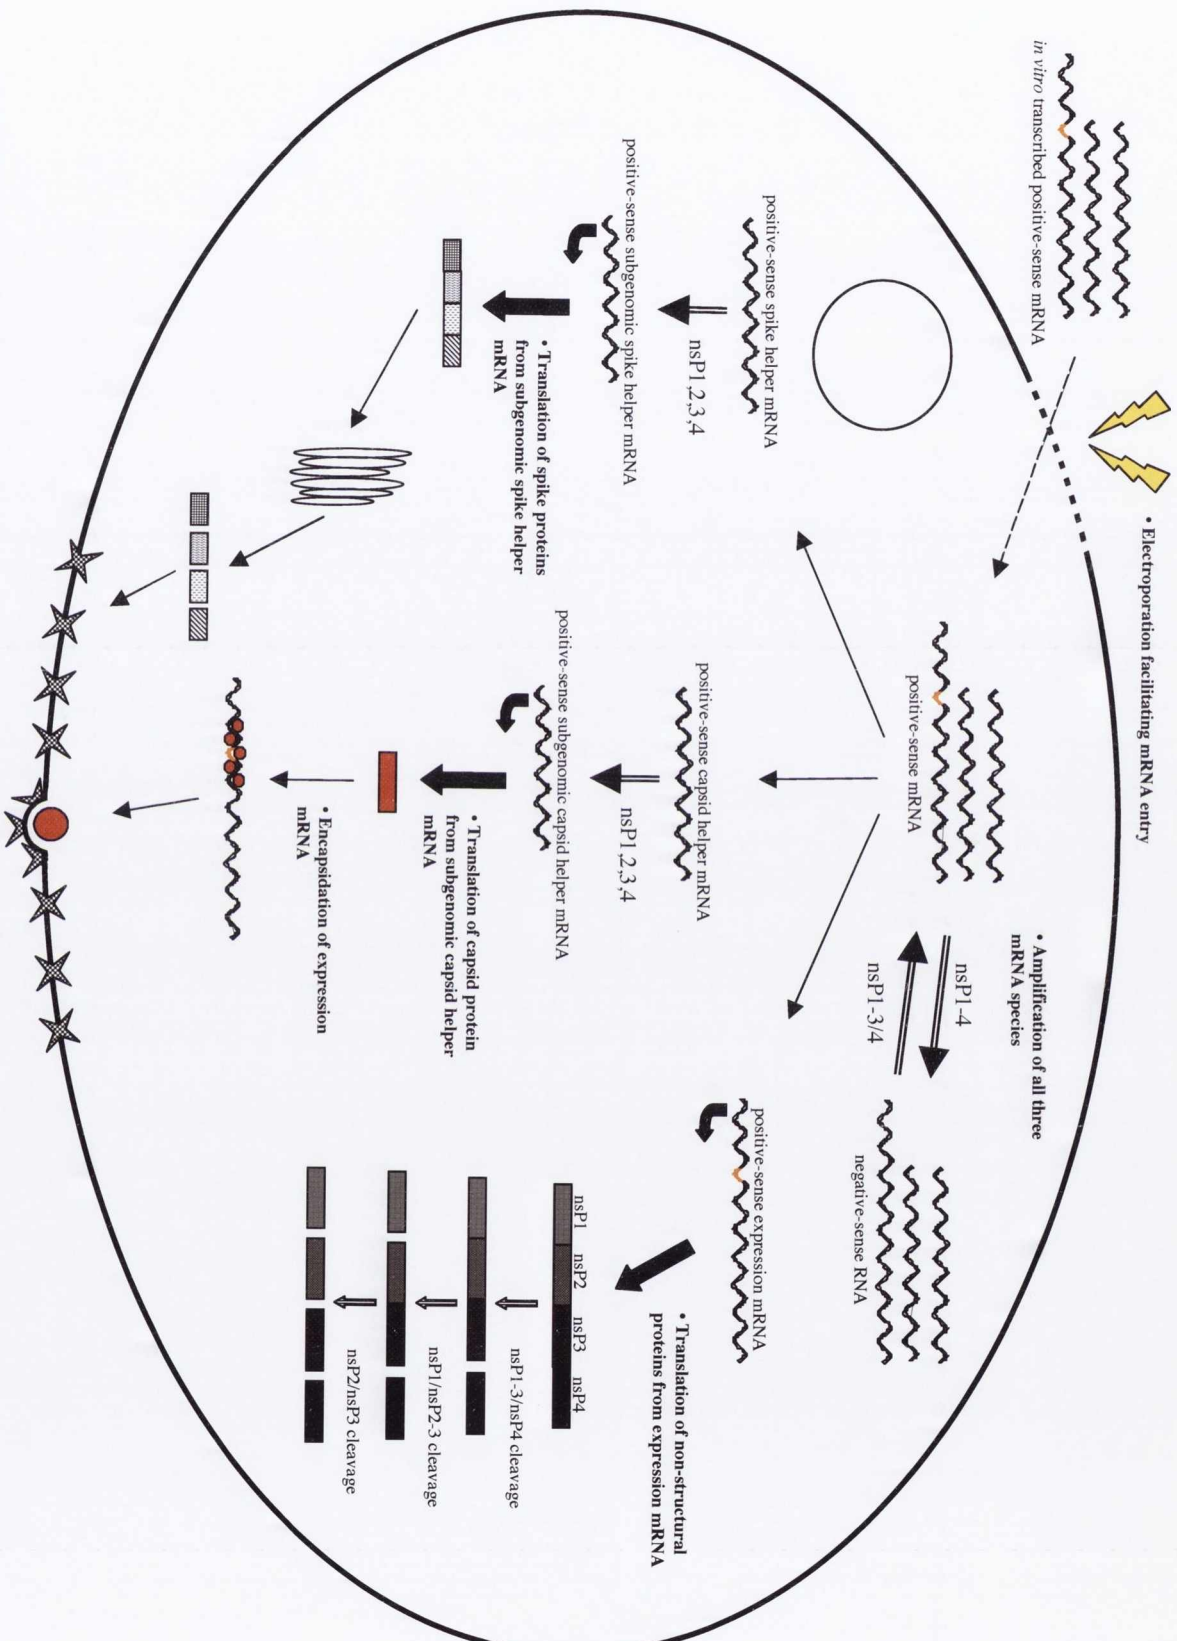 • Electroporation facilitating mRNA entry
in vitro transcribed positive-sense mRNA
• Amplification of all three
mRNA species
positive-sense mRNA
nsP1-4
nsP1-3/4
negative-sense RNA
positive-sense spike helper mRNA
nsP1,2,3,4
positive-sense subgenomic spike helper mRNA
• Translation of spike proteins
from subgenomic spike helper
mRNA
positive-sense capsid helper mRNA
nsP1,2,3,4
positive-sense subgenomic capsid helper mRNA
• Translation of capsid protein
from subgenomic capsid helper
mRNA
• Encapsidation of expression
mRNA
positive-sense expression mRNA
• Translation of non-structural
proteins from expression mRNA
nsP1 nsP2 nsP3 nsP4
nsP1-3/nsP4 cleavage
nsP1/nsP2-3 cleavage
nsP2/nsP3 cleavage